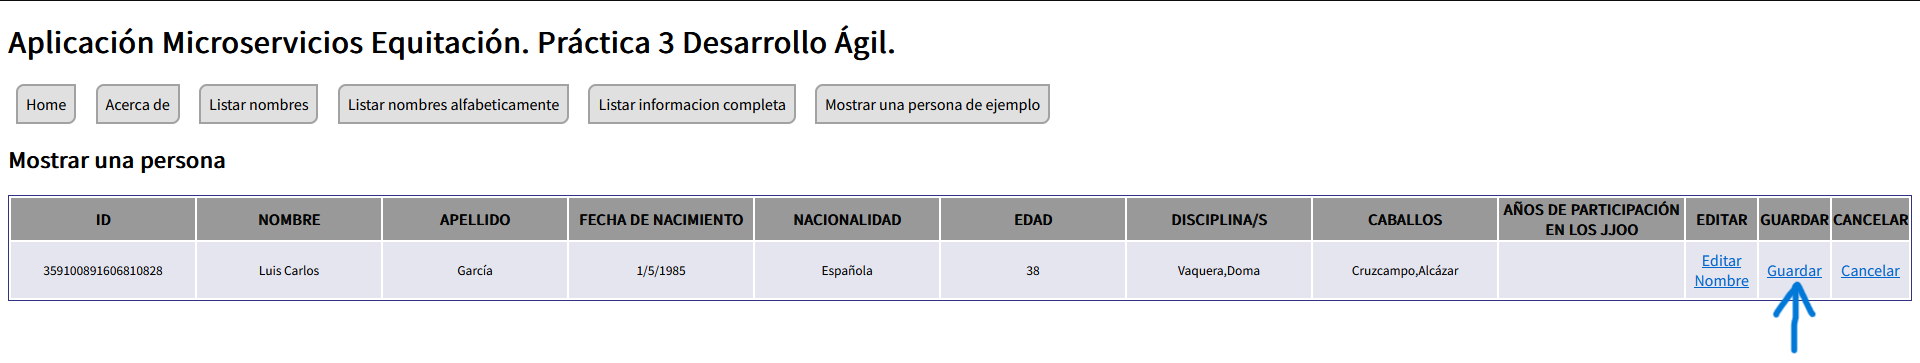 Aplicación Microservicios Equitación. Práctica 3 Desarrollo Ágil.
Home Acerca de Listar nombres Listar nombres alfabeticamente Listar informacion completa Mostrar una persona de ejemplo
Mostrar una persona
ID NOMBRE APELLIDO FECHA DE NACIMIENTO NACIONALIDAD EDAD DISCIPLINA/S CABALLOS AÑOS DE PARTICIPACIÓN EN LOS JJOO EDITAR GUARDAR CANCELAR
359100891606810828 Luis Carlos García 1/5/1985 Española 38 Vaquera,Doma Cruzcampo,Alcázar Editar Nombre Guardar Cancelar